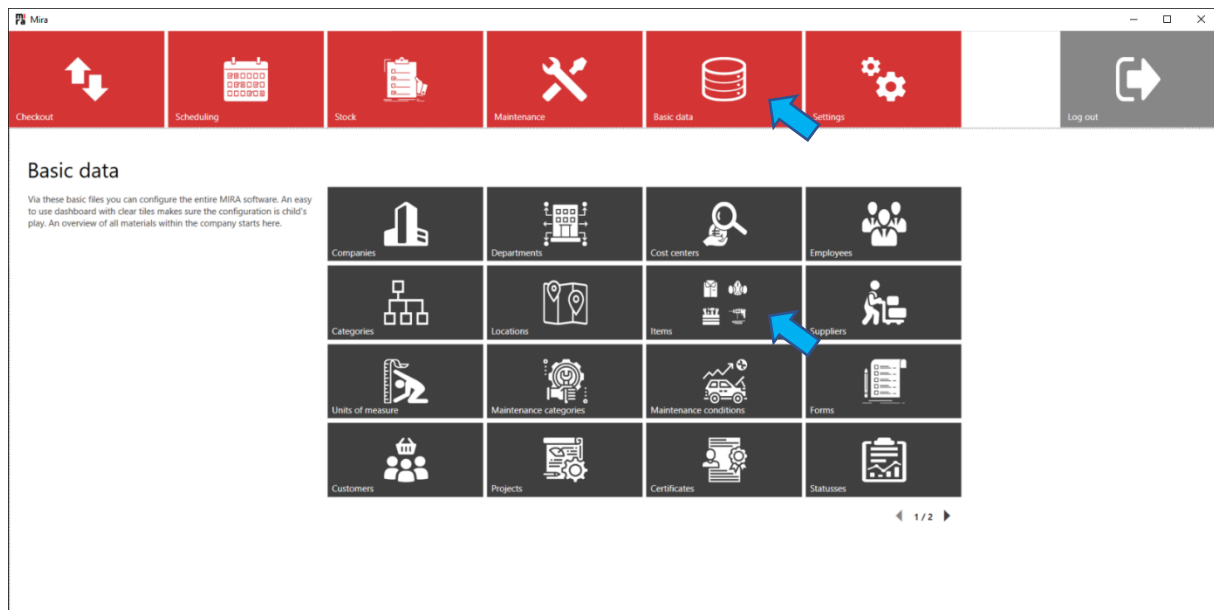 mira Mira
Checkout
Scheduling
Stock
Maintenance
Basic data
Settings
Log out
Basic data
Via these basic files you can configure the entire MIRA software. An easy
to use dashboard with clear tiles makes sure the configuration is child's
play. An overview of all materials within the company starts here.
Companies
Departments
Cost centers
Employees
Categories
Locations
Items
Suppliers
Units of measure
Maintenance categories
Maintenance conditions
Forms
Customers
Projects
Certificates
Statusses
1 / 2